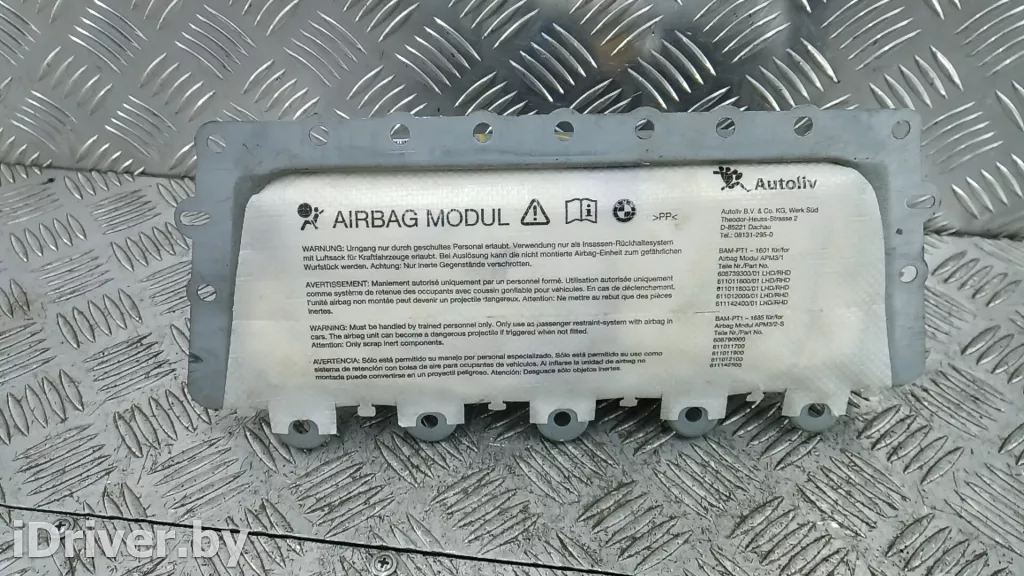 AIRBAG MODUL
>PP<
Autoliv
Autoliv B.V. & Co. KG, Werk Süd
Theodor-Heuss-Strasse 2
D-85221 Dachau
Tel.: 08131-295-0
WARNUNG: Umgang nur durch geschultes Personal erlaubt. Verwendung nur als Insassen-Rückhaltesystem
mit Luftsack für Kraftfahrzeuge erlaubt. Bei Auslösung kann die nicht montierte Airbag-Einheit zum gefährlichen
Wurfstück werden. Achtung: Nur inerte Gegenstände verschrotten.
AVERTISSEMENT: Maniement autorisé uniquement par un personnel formé. Utilisation autorisée uniquement
comme système de retenue des occupants avec coussin gonflable pour véhicules. En cas de déclenchement,
l'unité airbag non montée peut devenir un projectile dangereux. Attention: Ne mettre au rebut que des pièces
inertes.
WARNING: Must be handled by trained personnel only. Only use as passenger restraint-system with airbag in
cars. The airbag unit can become a dangerous projectile if triggered when not fitted.
Attention: Only scrap inert components.
AVERTENCIA: Sólo está permitido su manejo por personal especializado. Sólo está permitido su uso como
sistema de retención con bolsa de aire para ocupantes de vehículos. Al inflarse la unidad de airbag no
montada puede convertirse en un proyectil peligroso. Atención: Desguace sólo objetos inertes.
BAM-PT1 - 1601 für/for
Airbag Modul APM3/1
Teile Nr./Part No.
608739300/01 LHD/RHD
611011600/01 LHD/RHD
611011800/01 LHD/RHD
611012000/01 LHD/RHD
611142400/01 LHD/RHD
BAM-PT1 - 1685 für/for
Airbag Modul APM3/2-S
Teile Nr./Part No.
608790900
611011700
611011900
611012100
611142500
iDriver.by